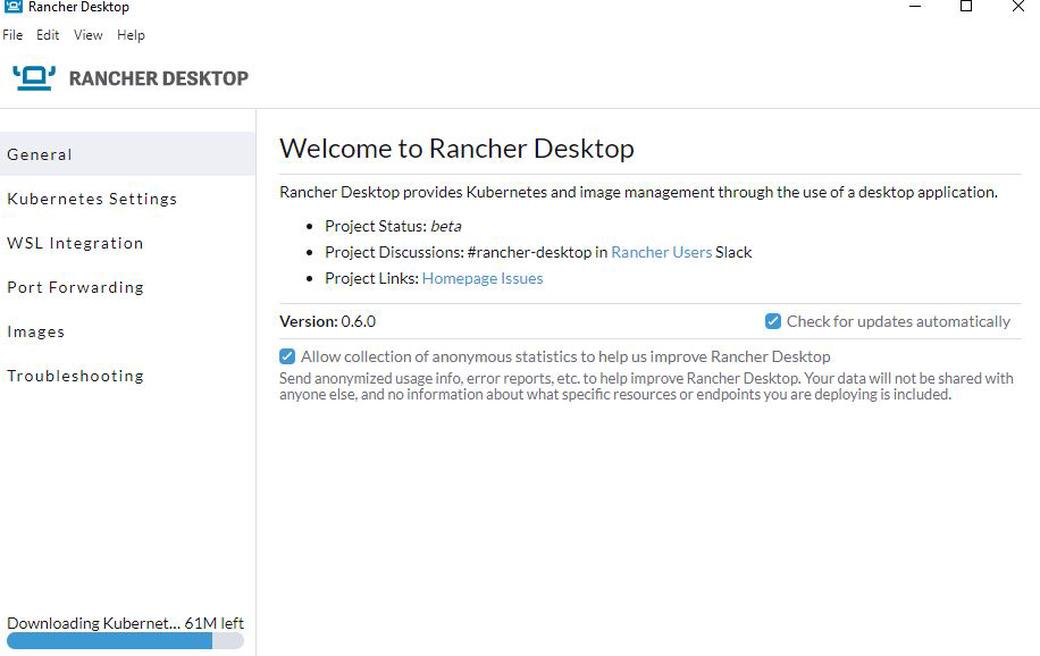 Rancher Desktop
File Edit View Help
RANCHER DESKTOP
General
Kubernetes Settings
WSL Integration
Port Forwarding
Images
Troubleshooting
Downloading Kubernet... 61M left
Welcome to Rancher Desktop
Rancher Desktop provides Kubernetes and image management through the use of a desktop application.
Project Status: beta
Project Discussions: #rancher-desktop in Rancher Users Slack
Project Links: Homepage Issues
Version: 0.6.0
Check for updates automatically
Allow collection of anonymous statistics to help us improve Rancher Desktop
Send anonymized usage info, error reports, etc. to help improve Rancher Desktop. Your data will not be shared with
anyone else, and no information about what specific resources or endpoints you are deploying is included.